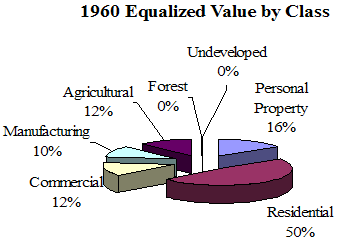 1960 Equalized Value by Class
Undeveloped
0%
Forest
0%
Personal
Property
16%
Agricultural
12%
Manufacturing
10%
Commercial
12%
Residential
50%